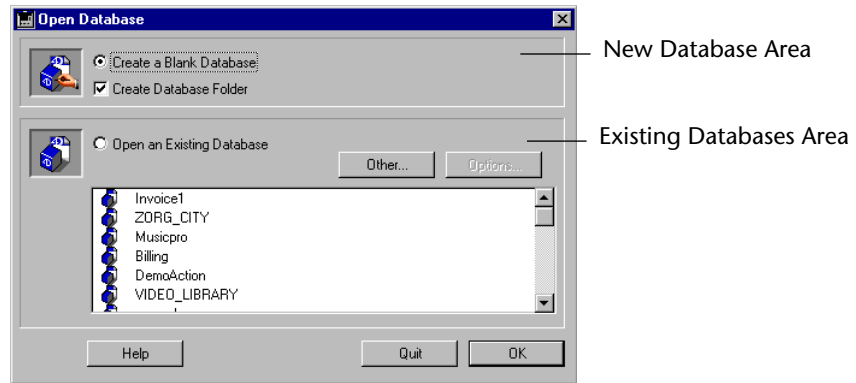 Open Database
Create a Blank Database
New Database Area
Create Database Folder
Open an Existing Database
Existing Databases Area
Other...
Options...
Invoice1
ZORG_CITY
Musicpro
Billing
DemoAction
VIDEO_LIBRARY
Help
Quit
OK